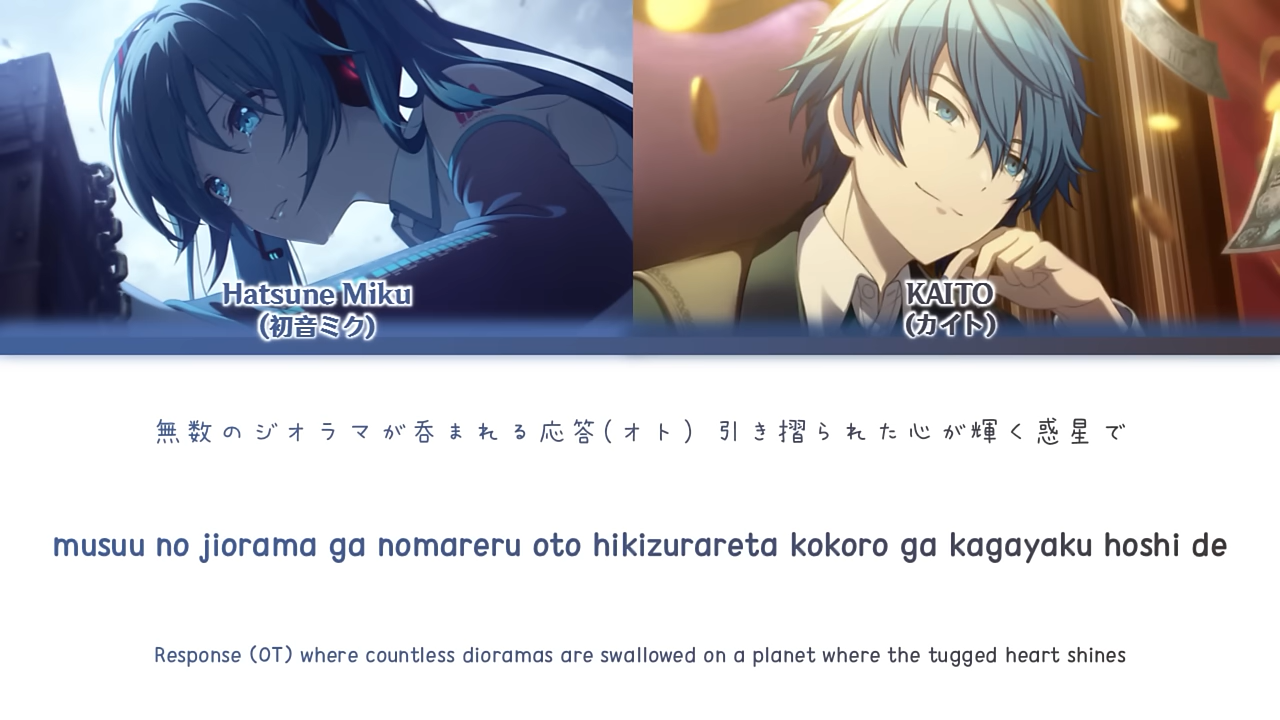 Hatsune Miku
(初音ミク)
KAITO
(カイト)
無数のジオラマが呑まれる応答(オト) 引き摺られた心が輝く惑星で
musuu no jiorama ga nomareru oto hikizurareta kokoro ga kagayaku hoshi de
Response (OT) where countless dioramas are swallowed on a planet where the tugged heart shines